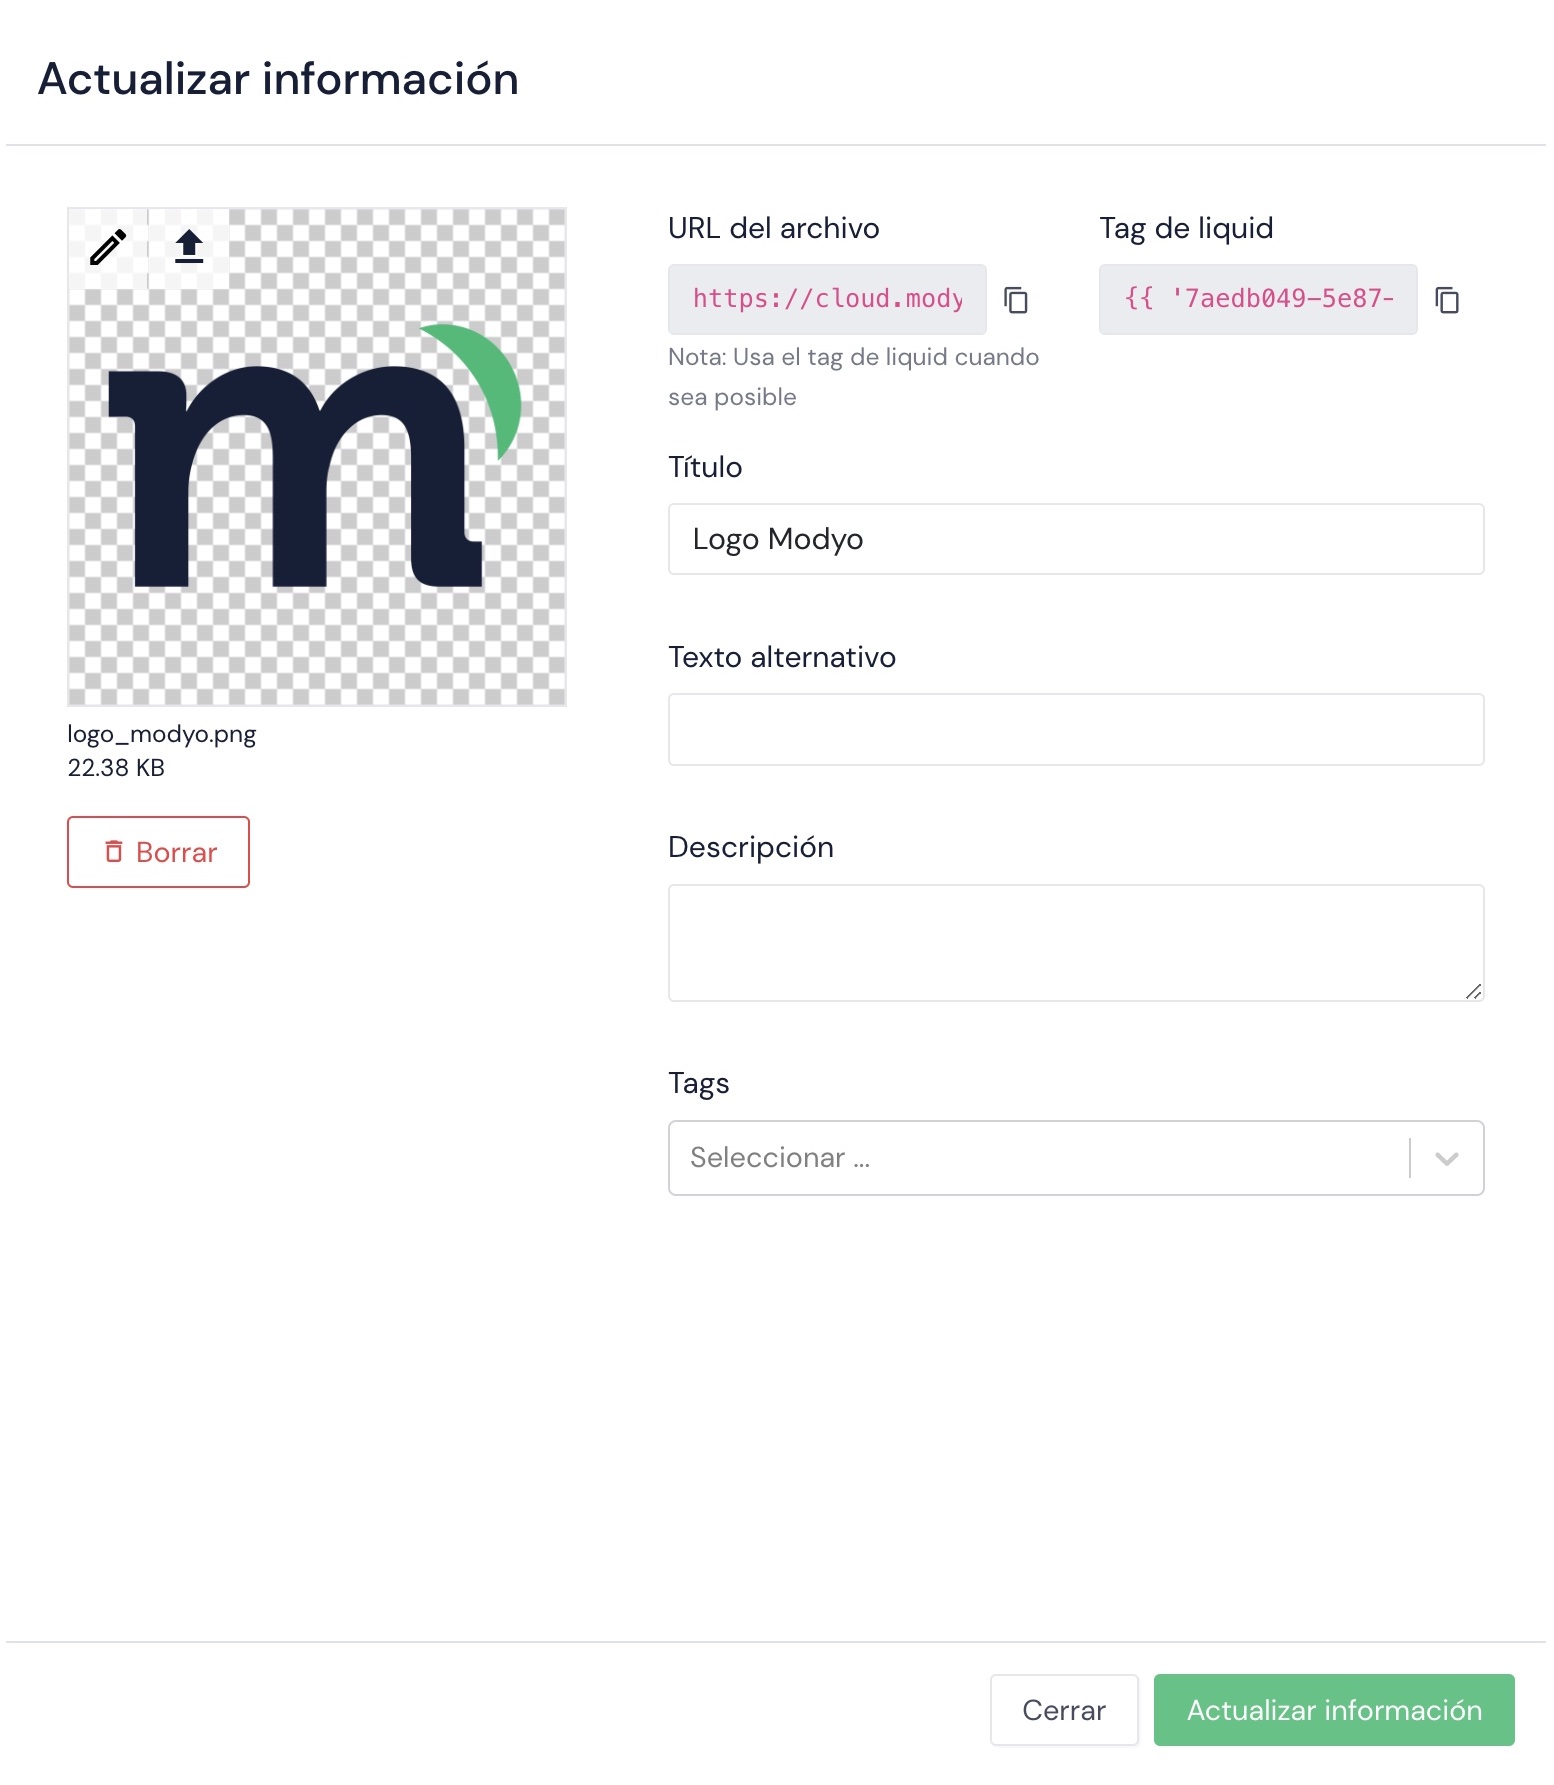 Actualizar información
logo_modyo.png
22.38 KB
Borrar
URL del archivo
https://cloud.mody
Nota: Usa el tag de liquid cuando
sea posible
Tag de liquid
{{ '7aedb049-5e87-
Título
Logo Modyo
Texto alternativo
Descripción
Tags
Seleccionar ...
Cerrar
Actualizar información